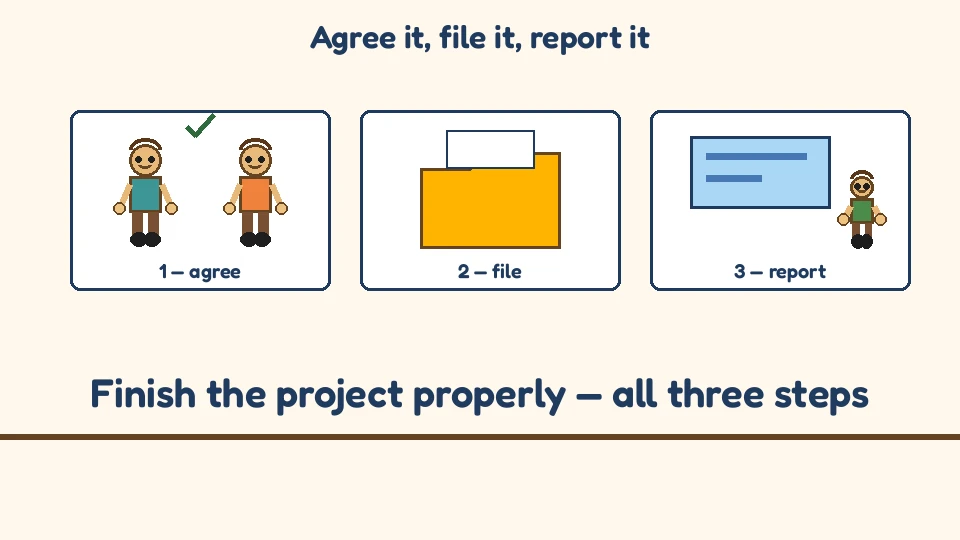 Agree it, file it, report it
1 — agree
2 — file
3 — report
Finish the project properly — all three steps